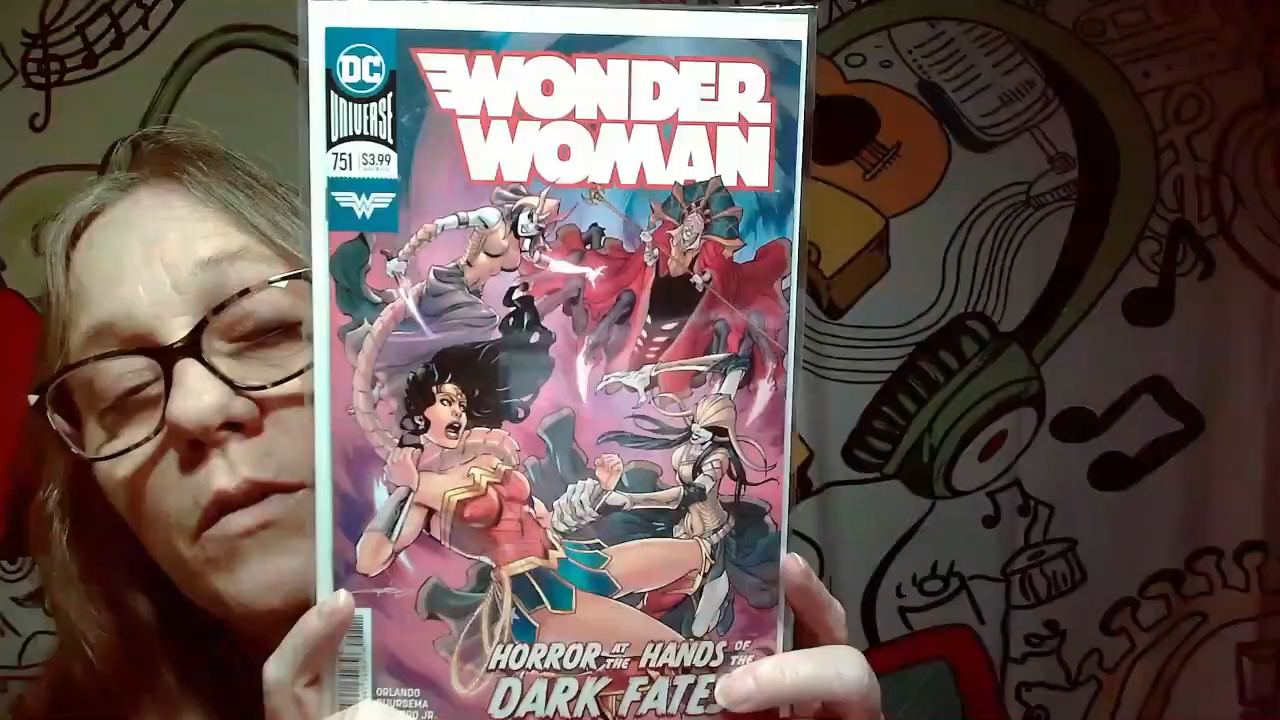 DC
UNIVERSE
751 $3.99
WONDER
WOMAN
HORROR AT THE HANDS OF THE
DARK FATES
ORLANDO